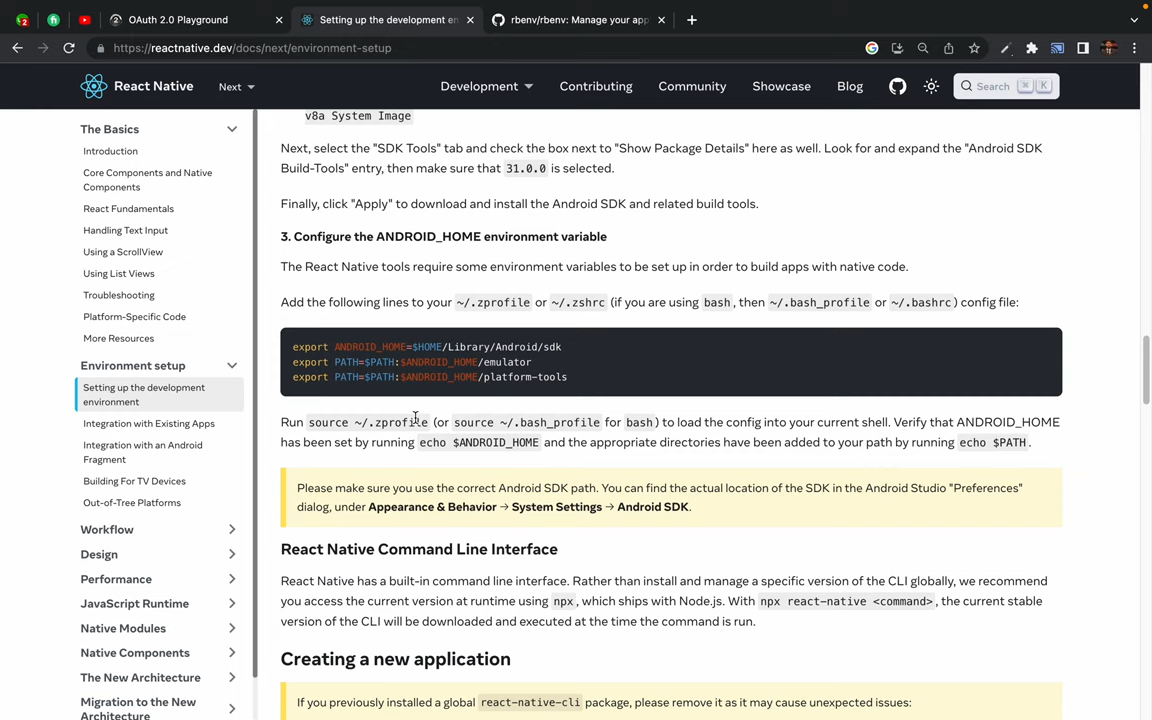 OAuth 2.0 Playground
Setting up the development en
rbenv/rbenv: Manage your app
https://reactnative.dev/docs/next/environment-setup
React Native
Next
Development
Contributing
Community
Showcase
Blog
Search
⌘
K
The Basics
Introduction
Core Components and Native
Components
React Fundamentals
Handling Text Input
Using a ScrollView
Using List Views
Troubleshooting
Platform-Specific Code
More Resources
Environment setup
Setting up the development
environment
Integration with Existing Apps
Integration with an Android
Fragment
Building For TV Devices
Out-of-Tree Platforms
Workflow
Design
Performance
JavaScript Runtime
Native Modules
Native Components
The New Architecture
Migration to the New
Architecture
v8a System Image
Next, select the "SDK Tools" tab and check the box next to "Show Package Details" here as well. Look for and expand the "Android SDK
Build-Tools" entry, then make sure that 31.0.0 is selected.
Finally, click "Apply" to download and install the Android SDK and related build tools.
3. Configure the ANDROID_HOME environment variable
The React Native tools require some environment variables to be set up in order to build apps with native code.
Add the following lines to your ~/.zprofile or ~/.zshrc (if you are using bash, then ~/.bash_profile or ~/.bashrc) config file:
export ANDROID_HOME=$HOME/Library/Android/sdk
export PATH=$PATH:$ANDROID_HOME/emulator
export PATH=$PATH:$ANDROID_HOME/platform-tools
Run source ~/.zprofile (or source ~/.bash_profile for bash) to load the config into your current shell. Verify that ANDROID_HOME
has been set by running echo $ANDROID_HOME and the appropriate directories have been added to your path by running echo $PATH.
Please make sure you use the correct Android SDK path. You can find the actual location of the SDK in the Android Studio "Preferences"
dialog, under Appearance & Behavior → System Settings → Android SDK.
React Native Command Line Interface
React Native has a built-in command line interface. Rather than install and manage a specific version of the CLI globally, we recommend
you access the current version at runtime using npx, which ships with Node.js. With npx react-native <command>, the current stable
version of the CLI will be downloaded and executed at the time the command is run.
Creating a new application
If you previously installed a global react-native-cli package, please remove it as it may cause unexpected issues: